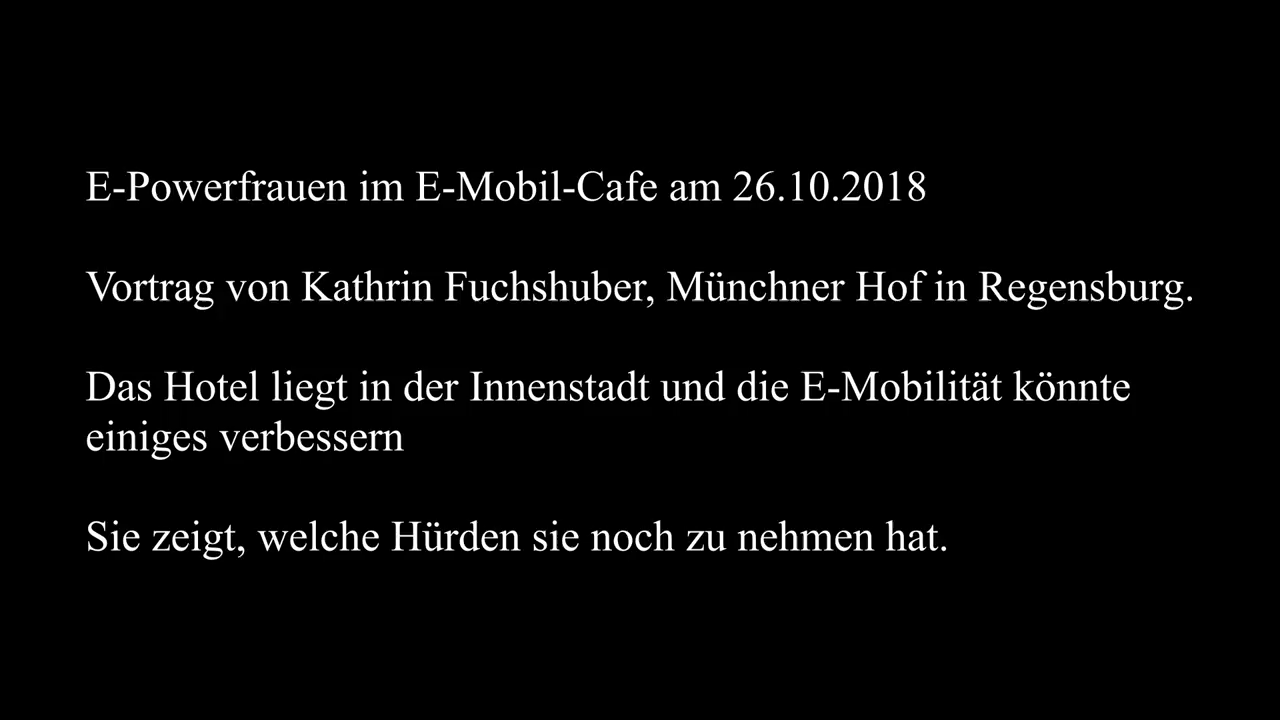 E-Powerfrauen im E-Mobil-Cafe am 26.10.2018
Vortrag von Kathrin Fuchshuber, Münchner Hof in Regensburg.
Das Hotel liegt in der Innenstadt und die E-Mobilität könnte
einiges verbessern
Sie zeigt, welche Hürden sie noch zu nehmen hat.